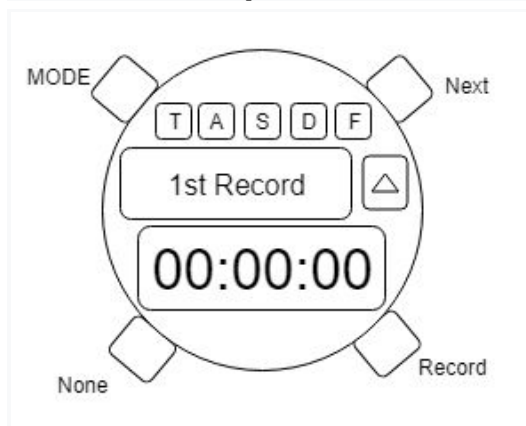 MODE
Next
T A S D F
1st Record
00:00:00
None
Record